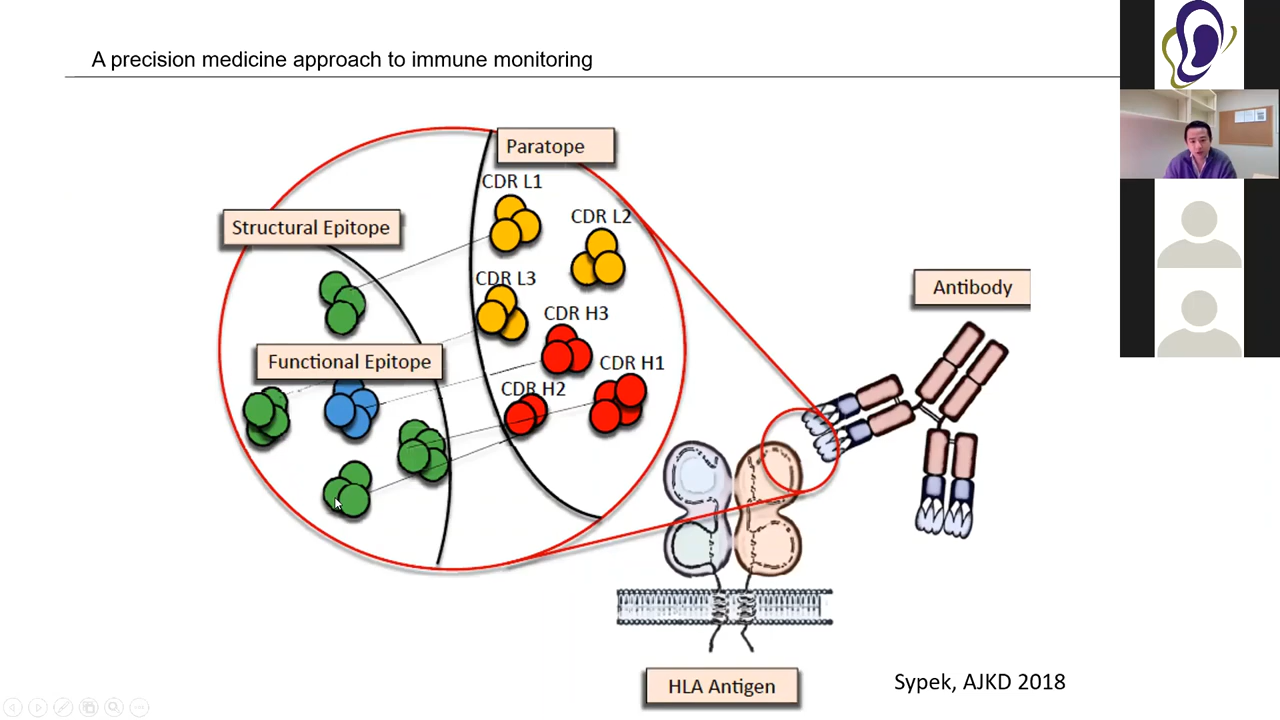 A precision medicine approach to immune monitoring
Paratope
CDR L1
Structural Epitope
CDR L2
CDR L3
CDR H3
Functional Epitope
CDR H1
CDR H2
Antibody
HLA Antigen
Sypek, AJKD 2018